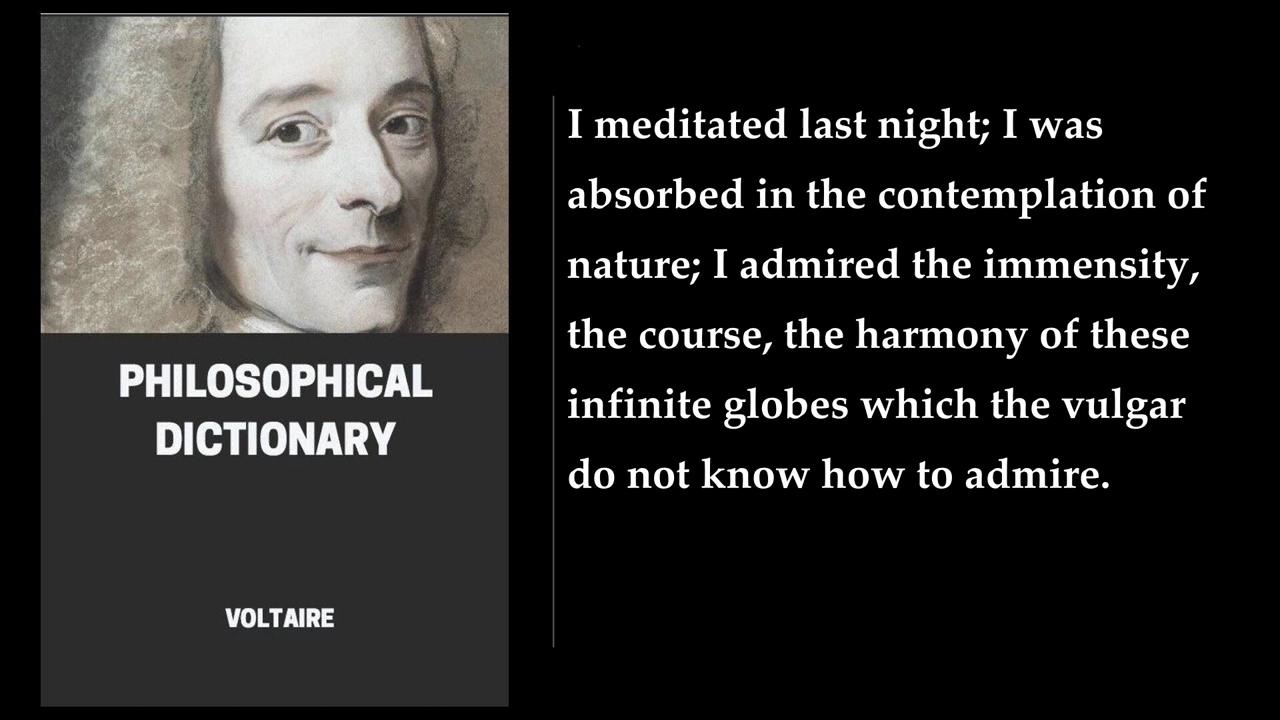 PHILOSOPHICAL
DICTIONARY
VOLTAIRE
I meditated last night; I was
absorbed in the contemplation of
nature; I admired the immensity,
the course, the harmony of these
infinite globes which the vulgar
do not know how to admire.